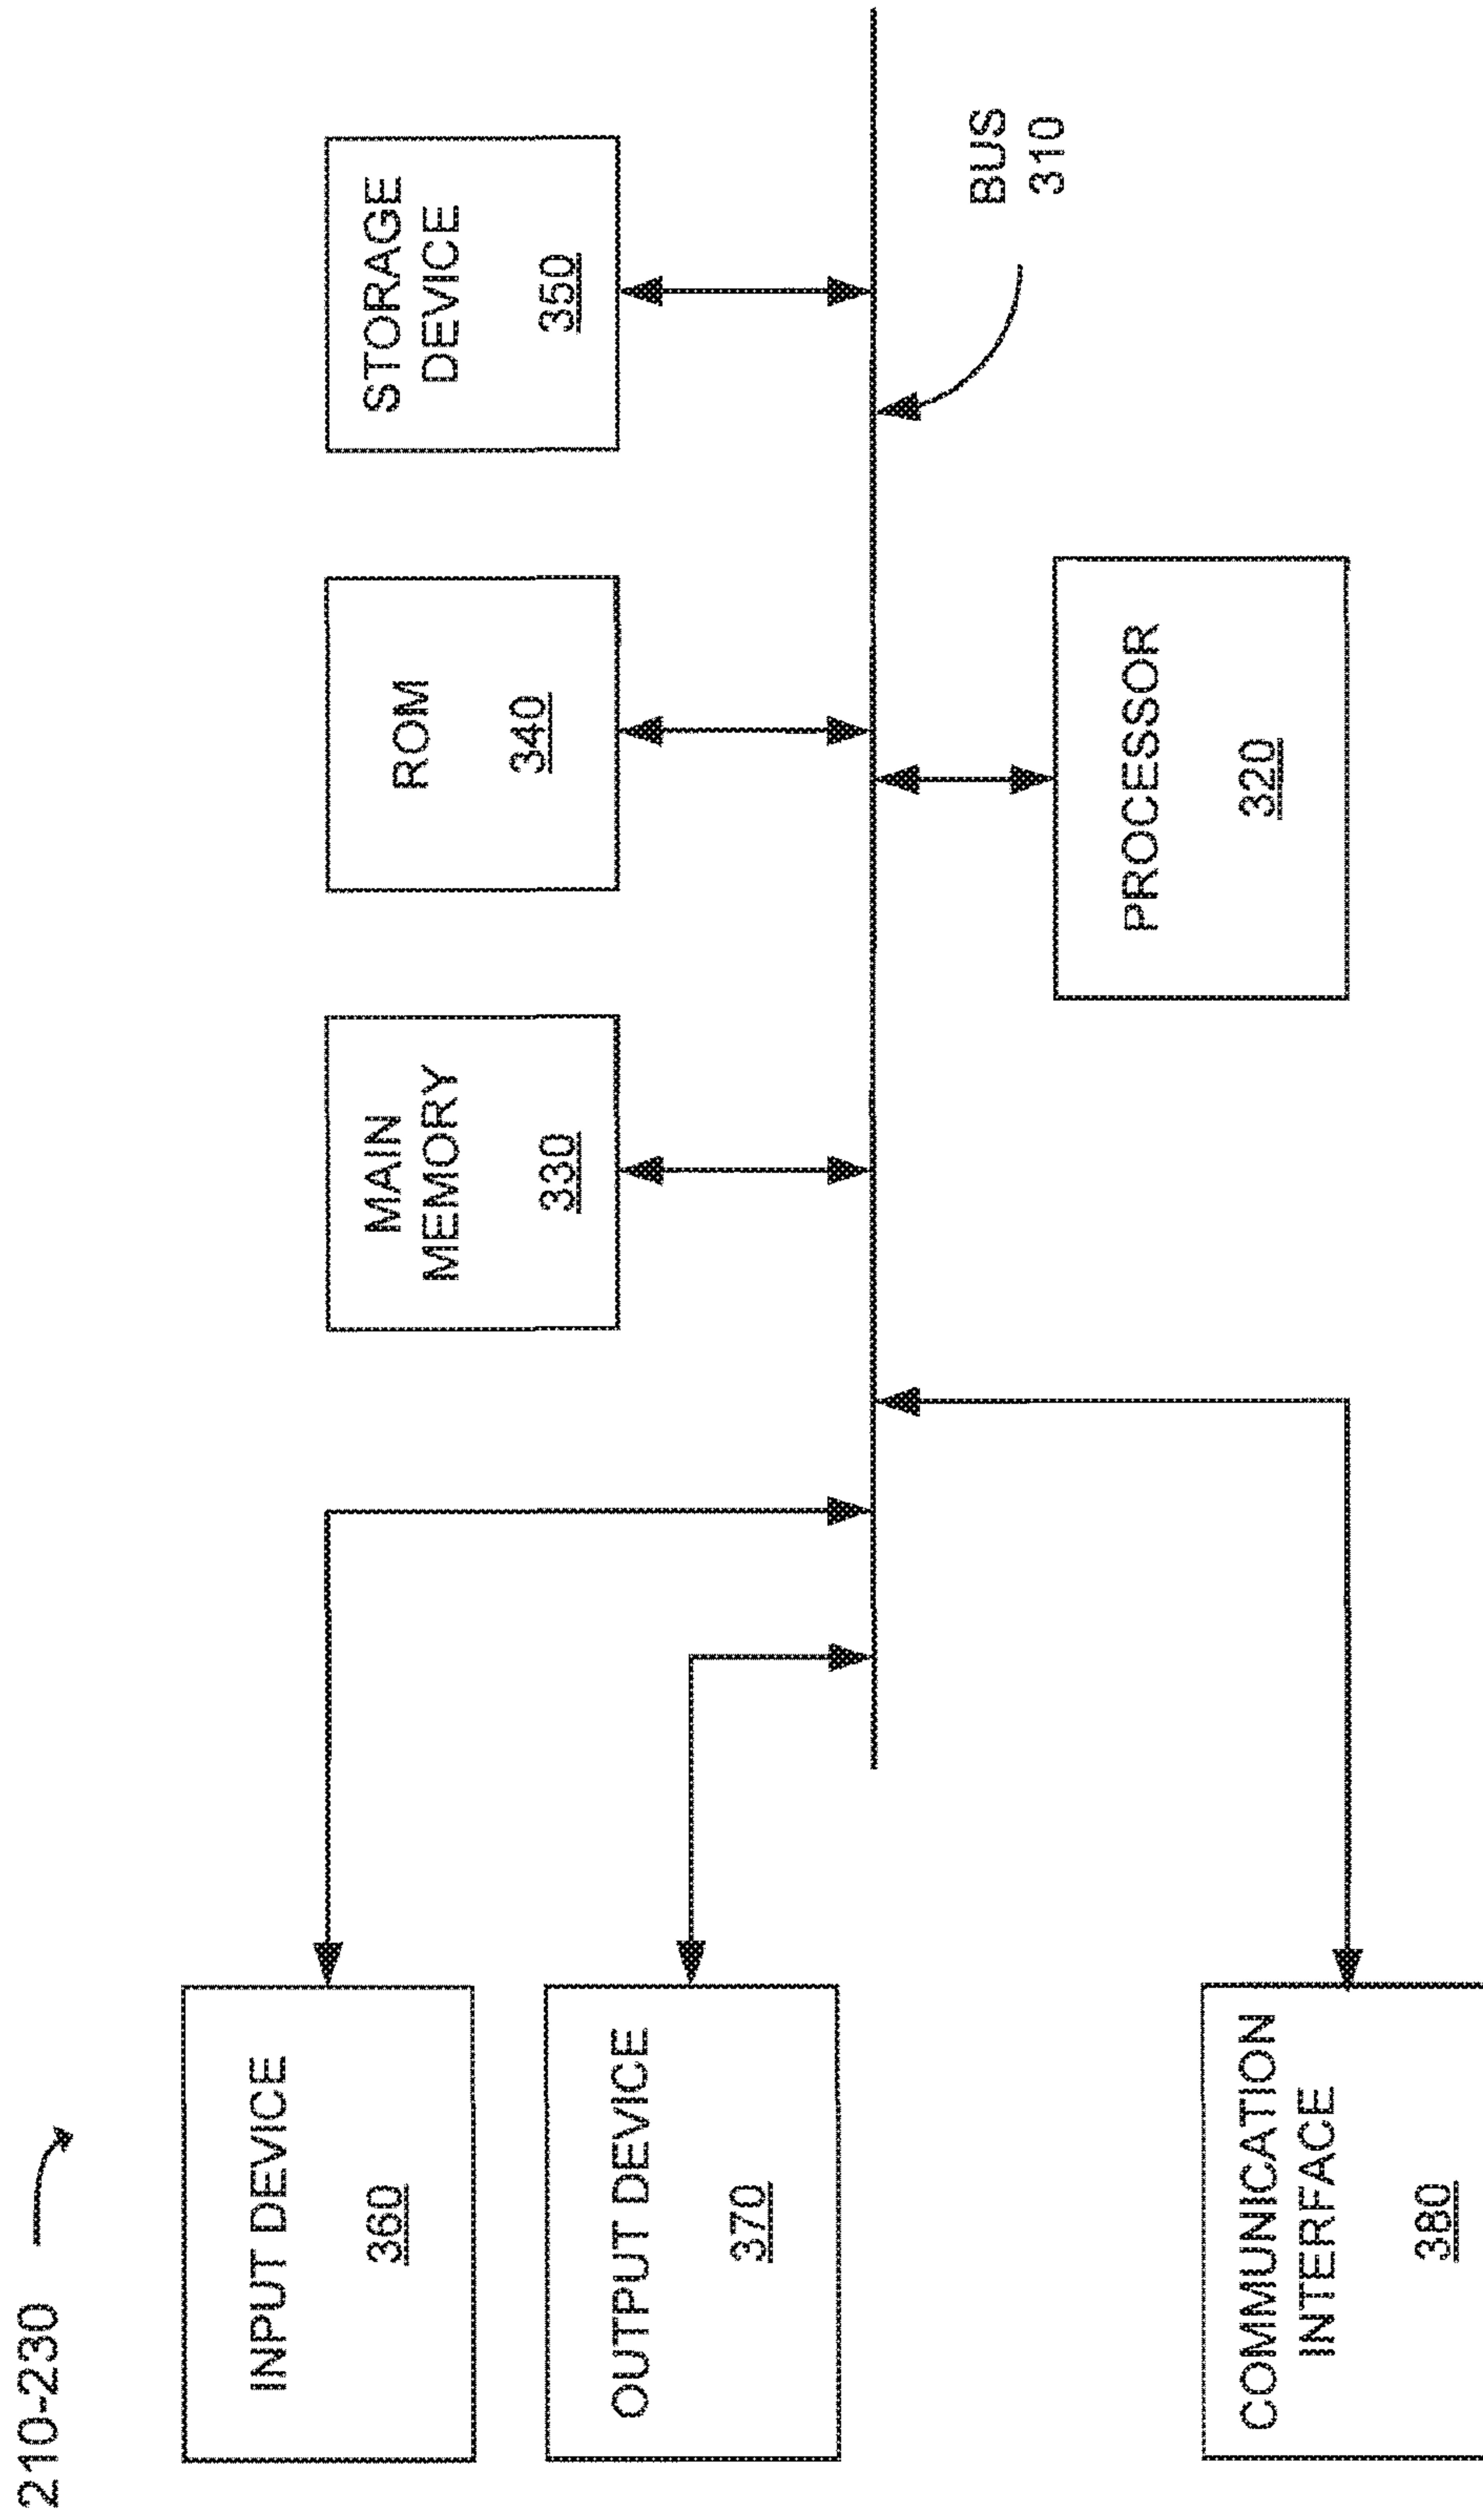 210-230
INPUT DEVICE
360
OUTPUT DEVICE
370
COMMUNICATION
INTERFACE
380
MAIN
MEMORY
330
ROM
340
STORAGE
DEVICE
350
PROCESSOR
320
BUS
310